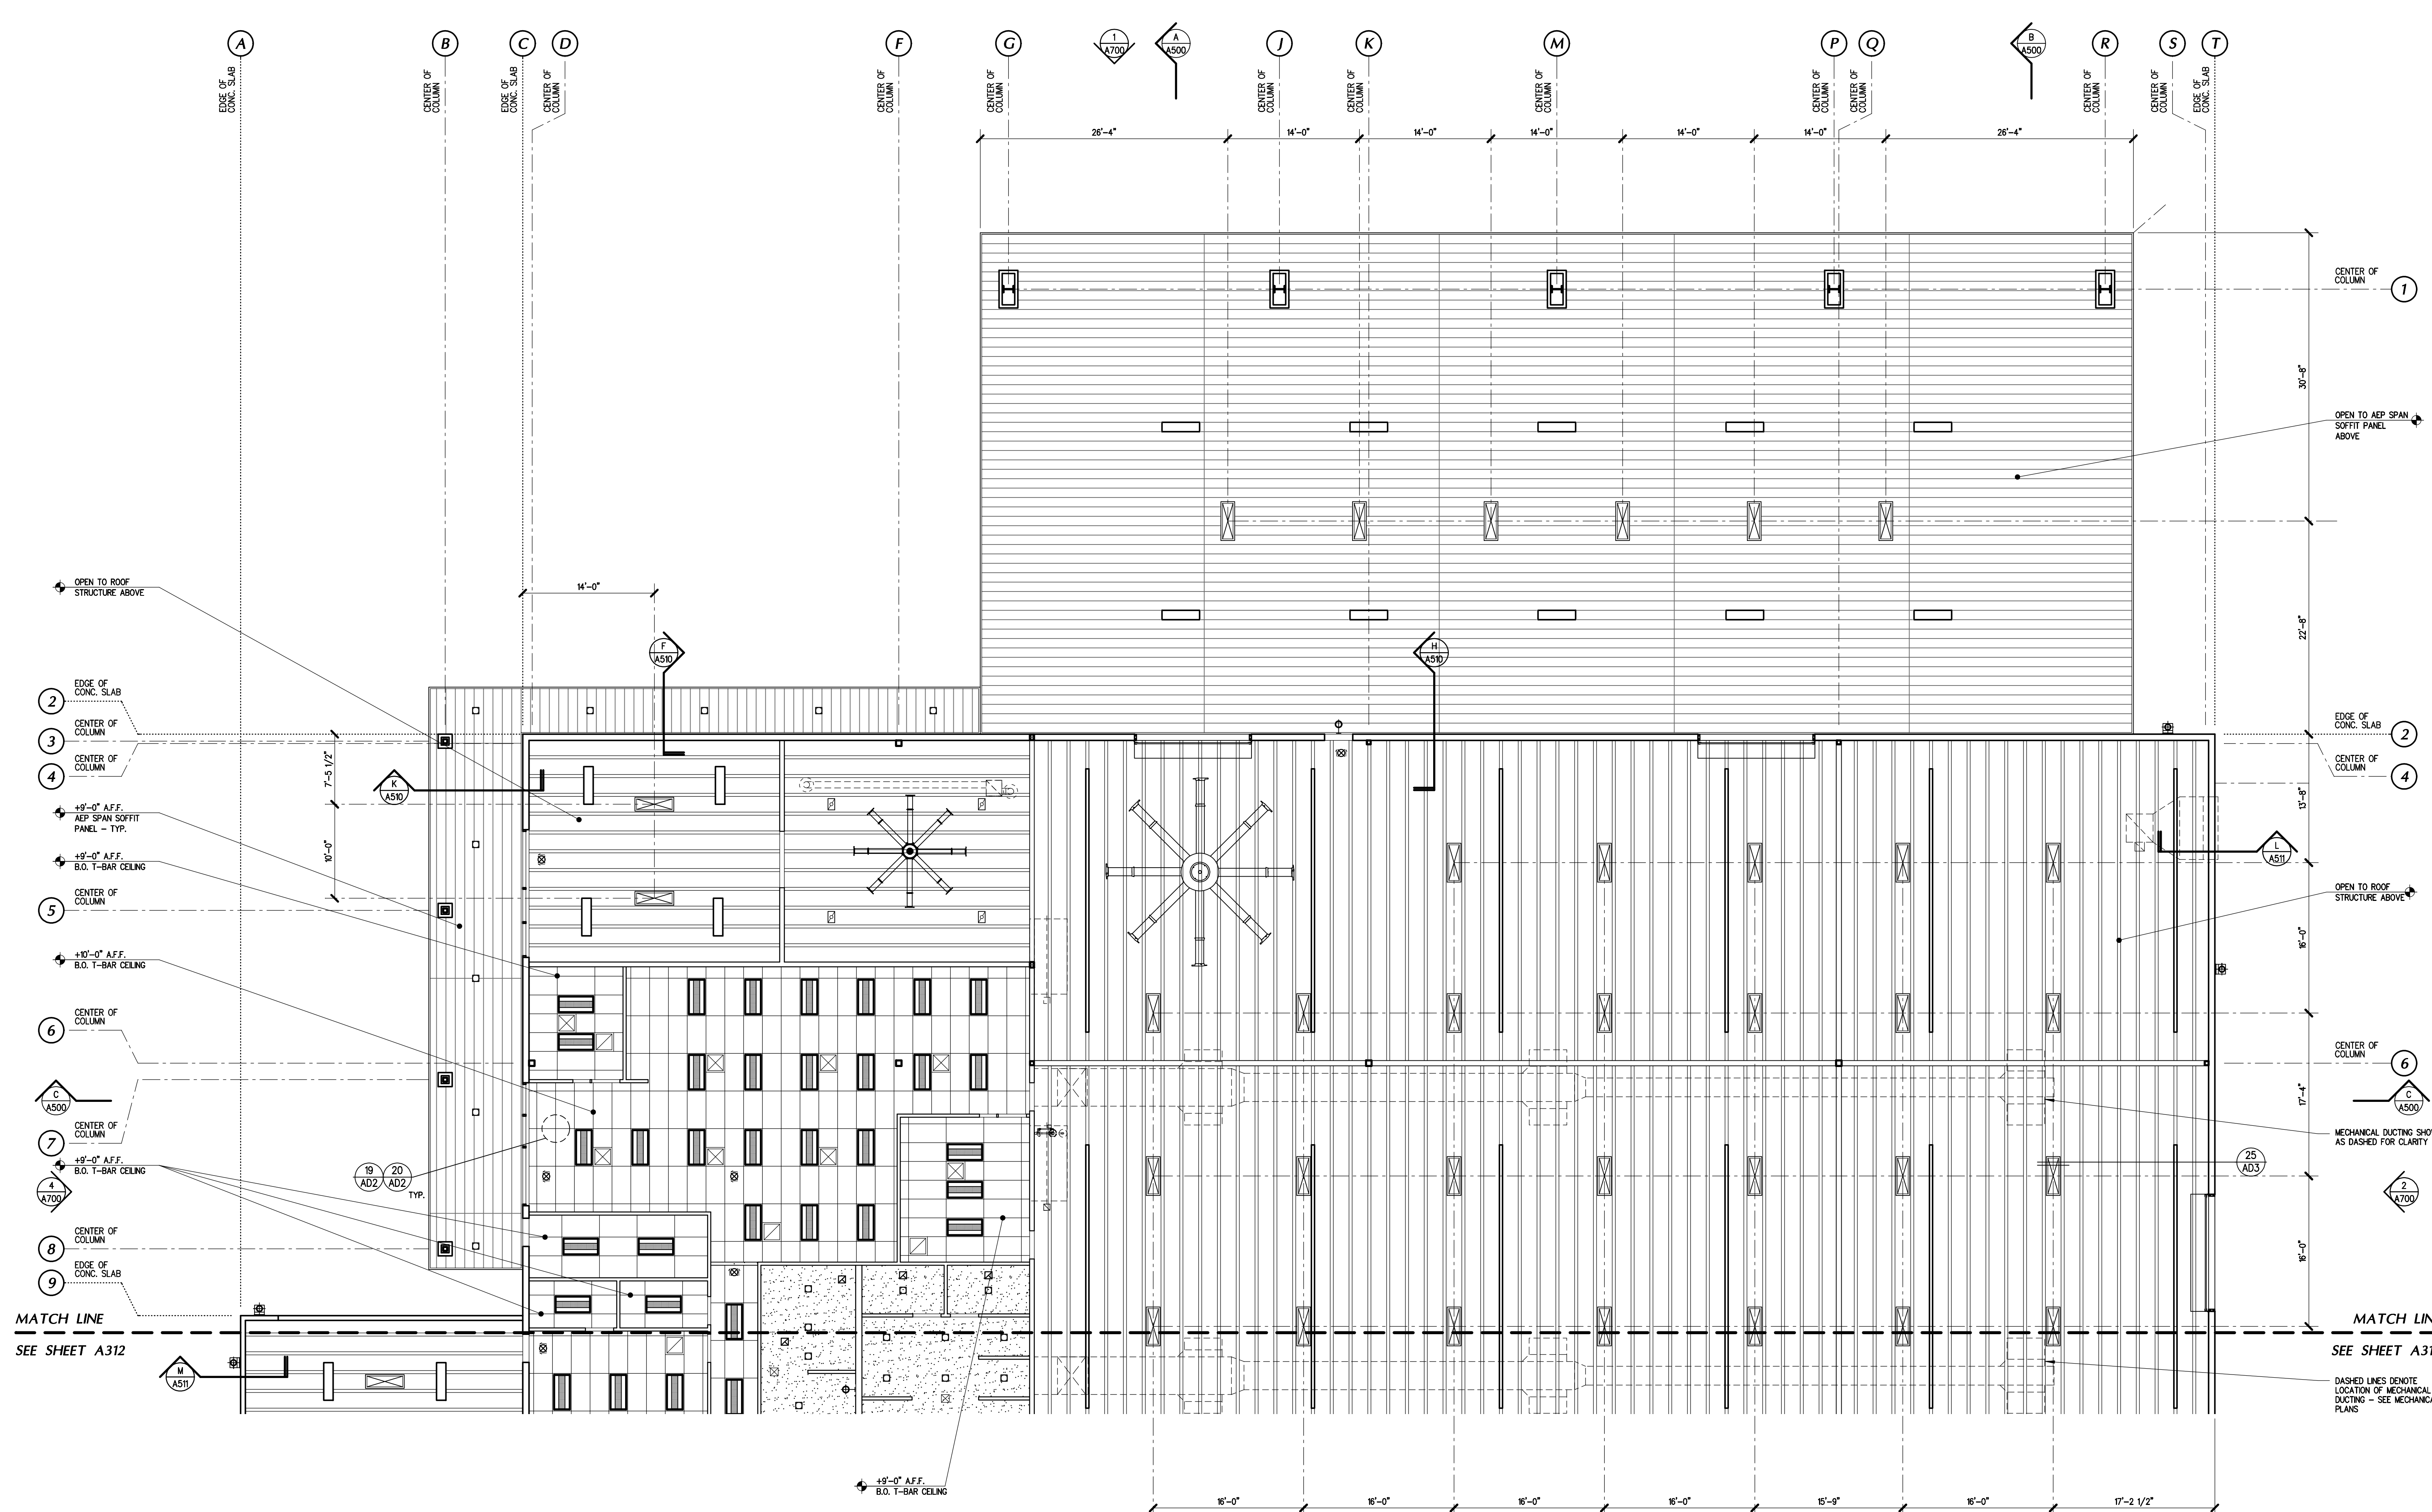 A
B
C
D
F
G
1
A700
A
A500
J
K
M
P
Q
B
A500
R
S
T
EDGE OF
CONC. SLAB
CENTER OF
COLUMN
EDGE OF
CONC. SLAB
CENTER OF
COLUMN
CENTER OF
COLUMN
CENTER OF
COLUMN
CENTER OF
COLUMN
CENTER OF
COLUMN
CENTER OF
COLUMN
CENTER OF
COLUMN
CENTER OF
COLUMN
CENTER OF
COLUMN
CENTER OF
COLUMN
EDGE OF
CONC. SLAB
26'-4"
14'-0"
14'-0"
14'-0"
14'-0"
14'-0"
26'-4"
CENTER OF
COLUMN
1
30'-8"
OPEN TO AEP SPAN
SOFFIT PANEL
ABOVE
22'-8"
OPEN TO ROOF
STRUCTURE ABOVE
14'-0"
F
A510
H
A510
2
EDGE OF
CONC. SLAB
3
CENTER OF
COLUMN
4
CENTER OF
COLUMN
7'-5 1/2"
K
A510
+9'-0" A.F.F.
AEP SPAN SOFFIT
PANEL - TYP.
10'-0"
+9'-0" A.F.F.
B.O. T-BAR CEILING
CENTER OF
COLUMN
5
+10'-0" A.F.F.
B.O. T-BAR CEILING
CENTER OF
COLUMN
6
C
A500
CENTER OF
COLUMN
7
+9'-0" A.F.F.
B.O. T-BAR CEILING
4
A700
19
AD2
20
AD2
TYP.
CENTER OF
COLUMN
8
EDGE OF
CONC. SLAB
9
MATCH LINE
SEE SHEET A312
M
A511
EDGE OF
CONC. SLAB
2
CENTER OF
COLUMN
4
13'-8"
L
A511
OPEN TO ROOF
STRUCTURE ABOVE
16'-0"
CENTER OF
COLUMN
6
17'-4"
C
A500
MECHANICAL DUCTING SHO
AS DASHED FOR CLARITY
25
AD3
2
A700
16'-0"
MATCH LIN
SEE SHEET A31
DASHED LINES DENOTE
LOCATION OF MECHANICAL
DUCTING - SEE MECHANICA
PLANS
+9'-0" A.F.F.
B.O. T-BAR CEILING
16'-0"
16'-0"
16'-0"
16'-0"
15'-9"
16'-0"
17'-2 1/2"